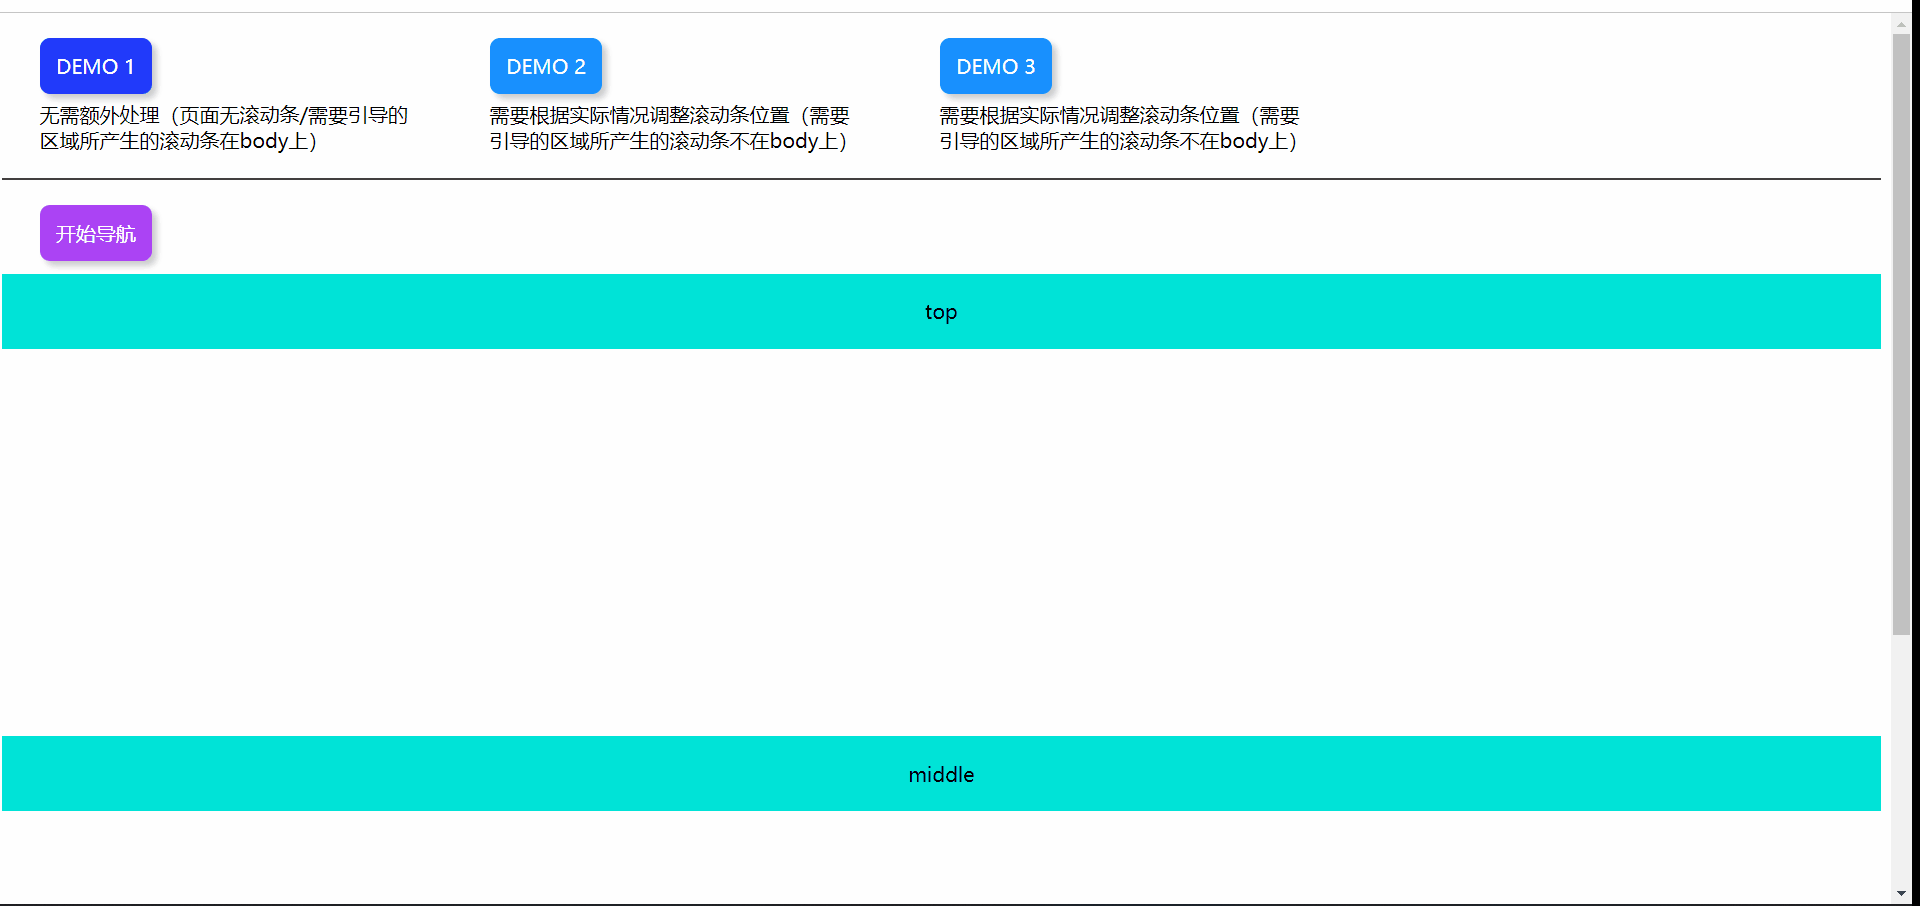 DEMO 1
DEMO 2
DEMO 3
无需额外处理（页面无滚动条/需要引导的
区域所产生的滚动条在body上）
需要根据实际情况调整滚动条位置（需要
引导的区域所产生的滚动条不在body上）
需要根据实际情况调整滚动条位置（需要
引导的区域所产生的滚动条不在body上）
开始导航
top
middle